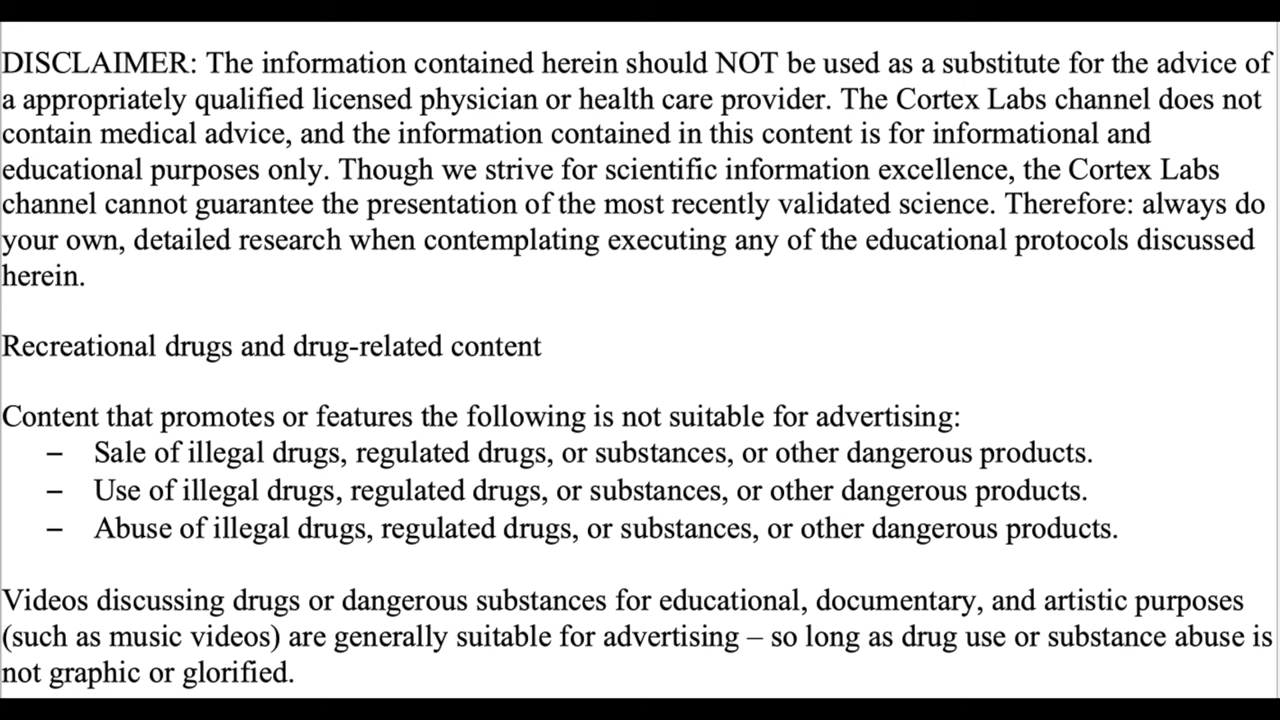 DISCLAIMER: The information contained herein should NOT be used as a substitute for the advice of
a appropriately qualified licensed physician or health care provider. The Cortex Labs channel does not
contain medical advice, and the information contained in this content is for informational and
educational purposes only. Though we strive for scientific information excellence, the Cortex Labs
channel cannot guarantee the presentation of the most recently validated science. Therefore: always do
your own, detailed research when contemplating executing any of the educational protocols discussed
herein.
Recreational drugs and drug-related content
Content that promotes or features the following is not suitable for advertising:
– Sale of illegal drugs, regulated drugs, or substances, or other dangerous products.
– Use of illegal drugs, regulated drugs, or substances, or other dangerous products.
– Abuse of illegal drugs, regulated drugs, or substances, or other dangerous products.
Videos discussing drugs or dangerous substances for educational, documentary, and artistic purposes
(such as music videos) are generally suitable for advertising – so long as drug use or substance abuse is
not graphic or glorified.